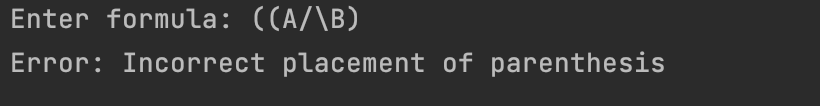 Enter formula: ((A/\B)
Error: Incorrect placement of parenthesis